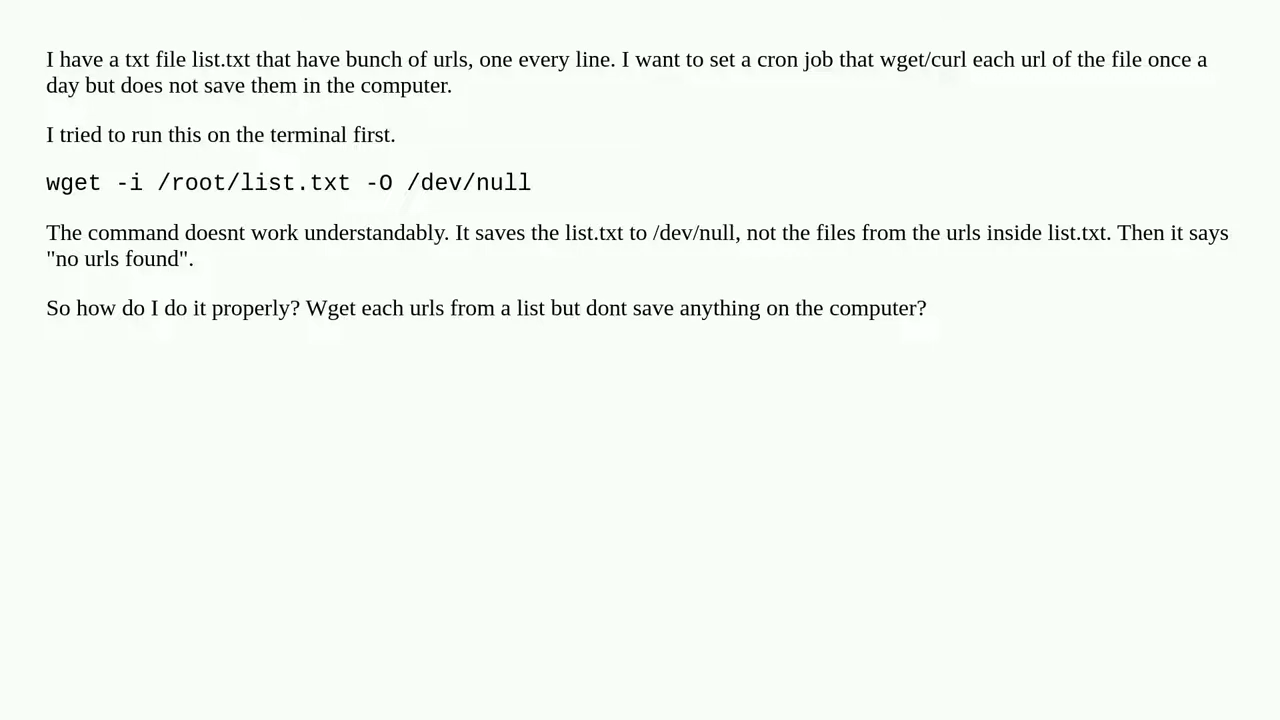 I have a txt file list.txt that have bunch of urls, one every line. I want to set a cron job that wget/curl each url of the file once a
day but does not save them in the computer.
I tried to run this on the terminal first.
wget -i /root/list.txt -O /dev/null
The command doesnt work understandably. It saves the list.txt to /dev/null, not the files from the urls inside list.txt. Then it says
"no urls found".
So how do I do it properly? Wget each urls from a list but dont save anything on the computer?